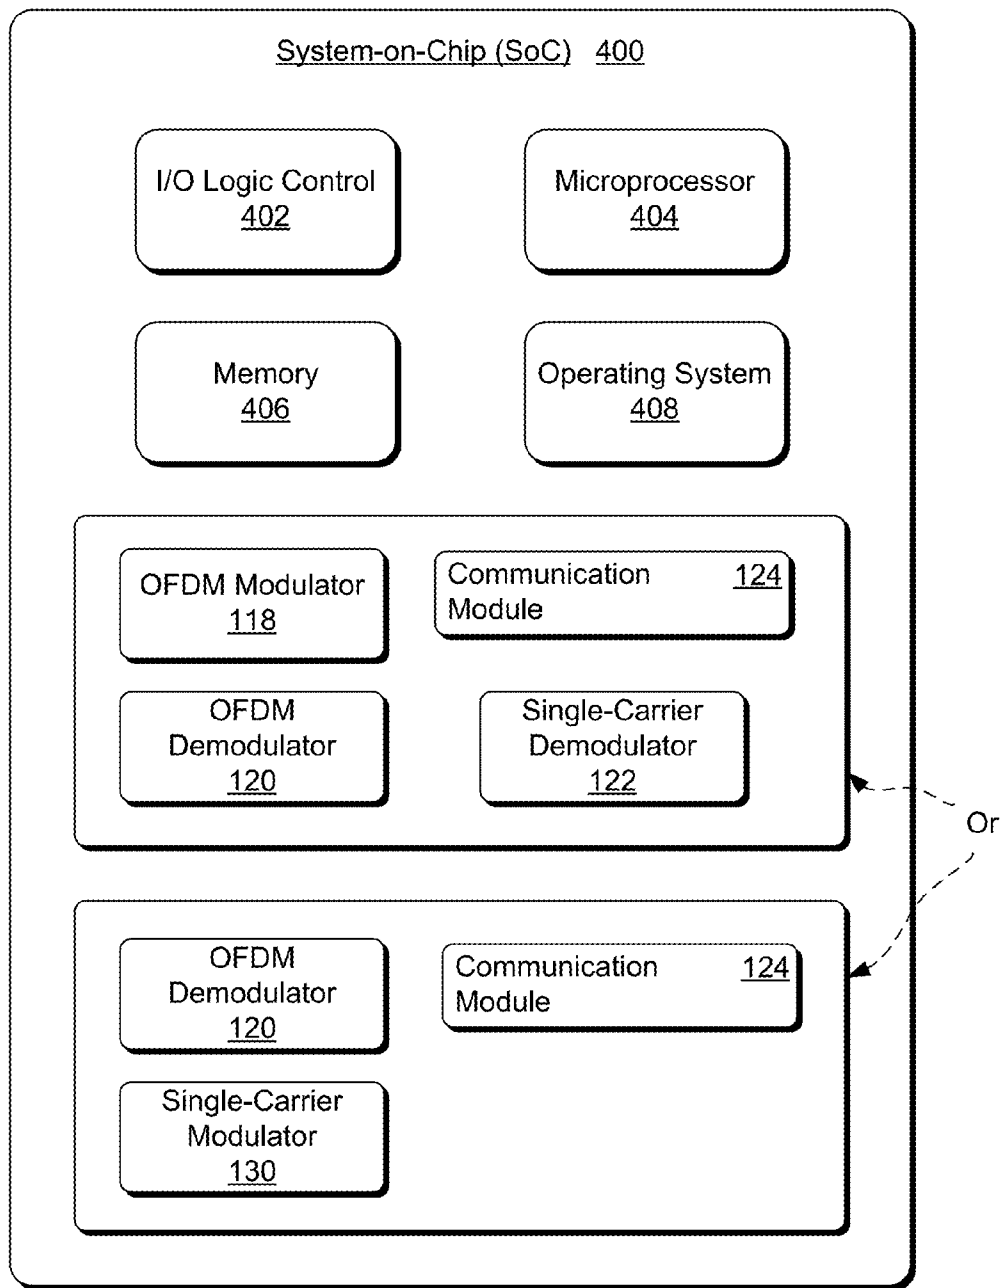 System-on-Chip (SoC) 400
I/O Logic Control
402
Microprocessor
404
Memory
406
Operating System
408
OFDM Modulator
118
Communication Module 124
OFDM
Demodulator
120
Single-Carrier
Demodulator
122
Or
OFDM
Demodulator
120
Communication Module 124
Single-Carrier
Modulator
130